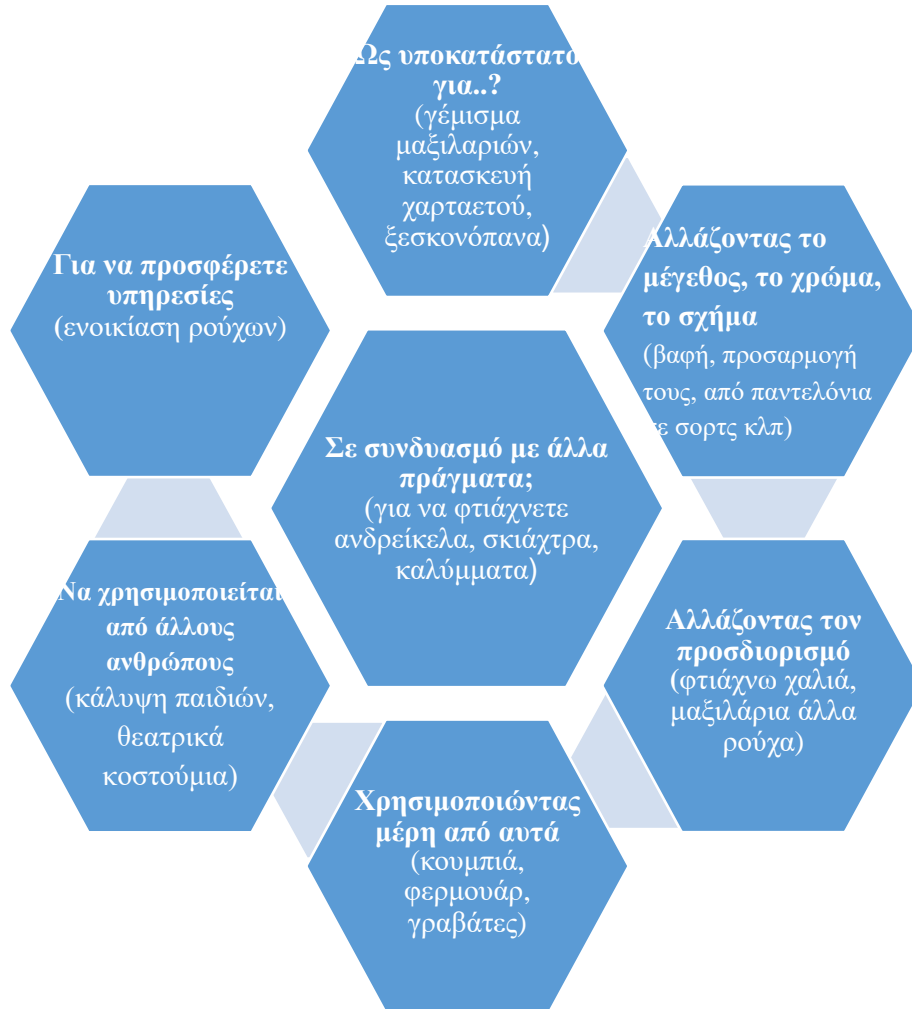 Ως υποκατάστατο
για..?
(γέμισμα
μαξιλαριών,
κατασκευή
χαρταετού,
ξεσκονόπανα)
Αλλάζοντας το
μέγεθος, το χρώμα,
το σχήμα
(βαφή, προσαρμογή
τους, από παντελόνια
σε σορτς κλπ)
Αλλάζοντας τον
προσδιορισμό
(φτιάχνω χαλιά,
μαξιλάρια άλλα
ρούχα)
Χρησιμοποιώντας
μέρη από αυτά
(κουμπιά,
φερμουάρ,
γραβάτες)
Να χρησιμοποιείται
από άλλους
ανθρώπους
(κάλυψη παιδιών,
θεατρικά
κοστούμια)
Για να προσφέρετε
υπηρεσίες
(ενοικίαση ρούχων)
Σε συνδυασμό με άλλα
πράγματα;
(για να φτιάχνετε
ανδρείκελα, σκιάχτρα,
καλύμματα)